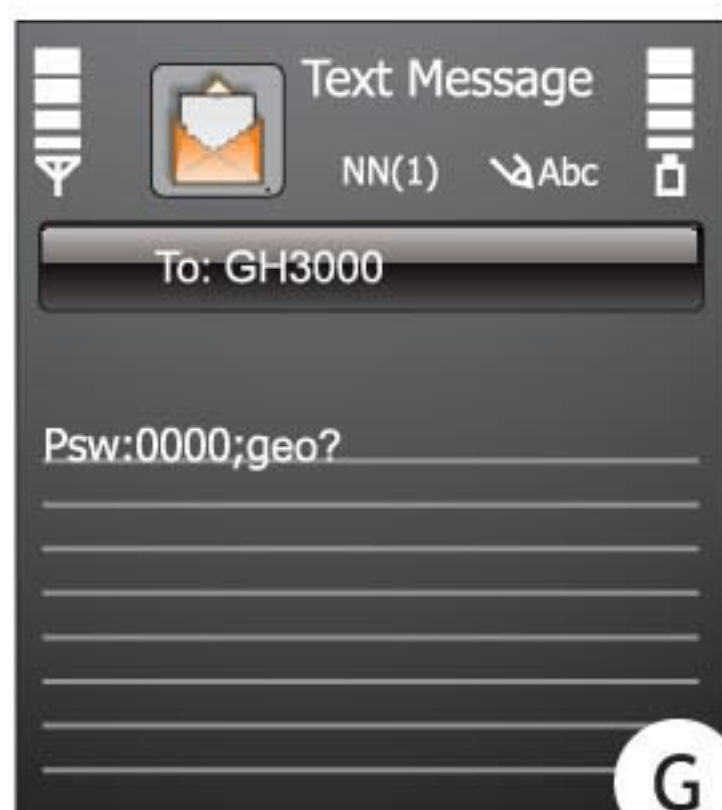 Text Message
NN(1) Abc
To: GH3000
Psw:0000;geo?
G